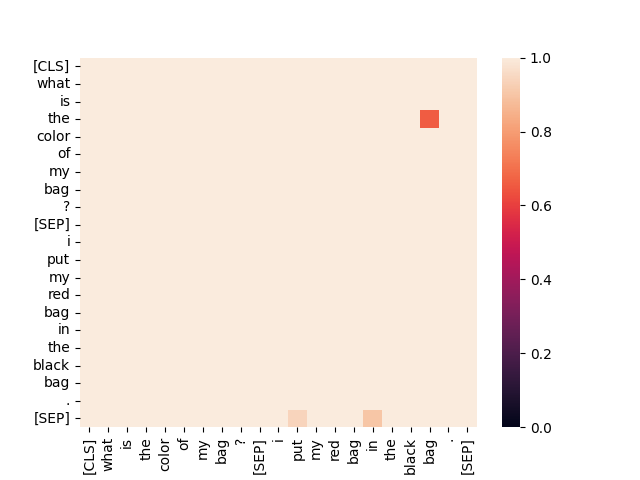 [CLS]
what
is
the
color
of
my
bag
?
[SEP]
i
put
my
red
bag
in
the
black
bag
.
[SEP]
1.0
0.8
0.6
0.4
0.2
0.0
[CLS]
what
is
the
color
of
my
bag
?
[SEP]
i
put
my
red
bag
in
the
black
bag
.
[SEP]